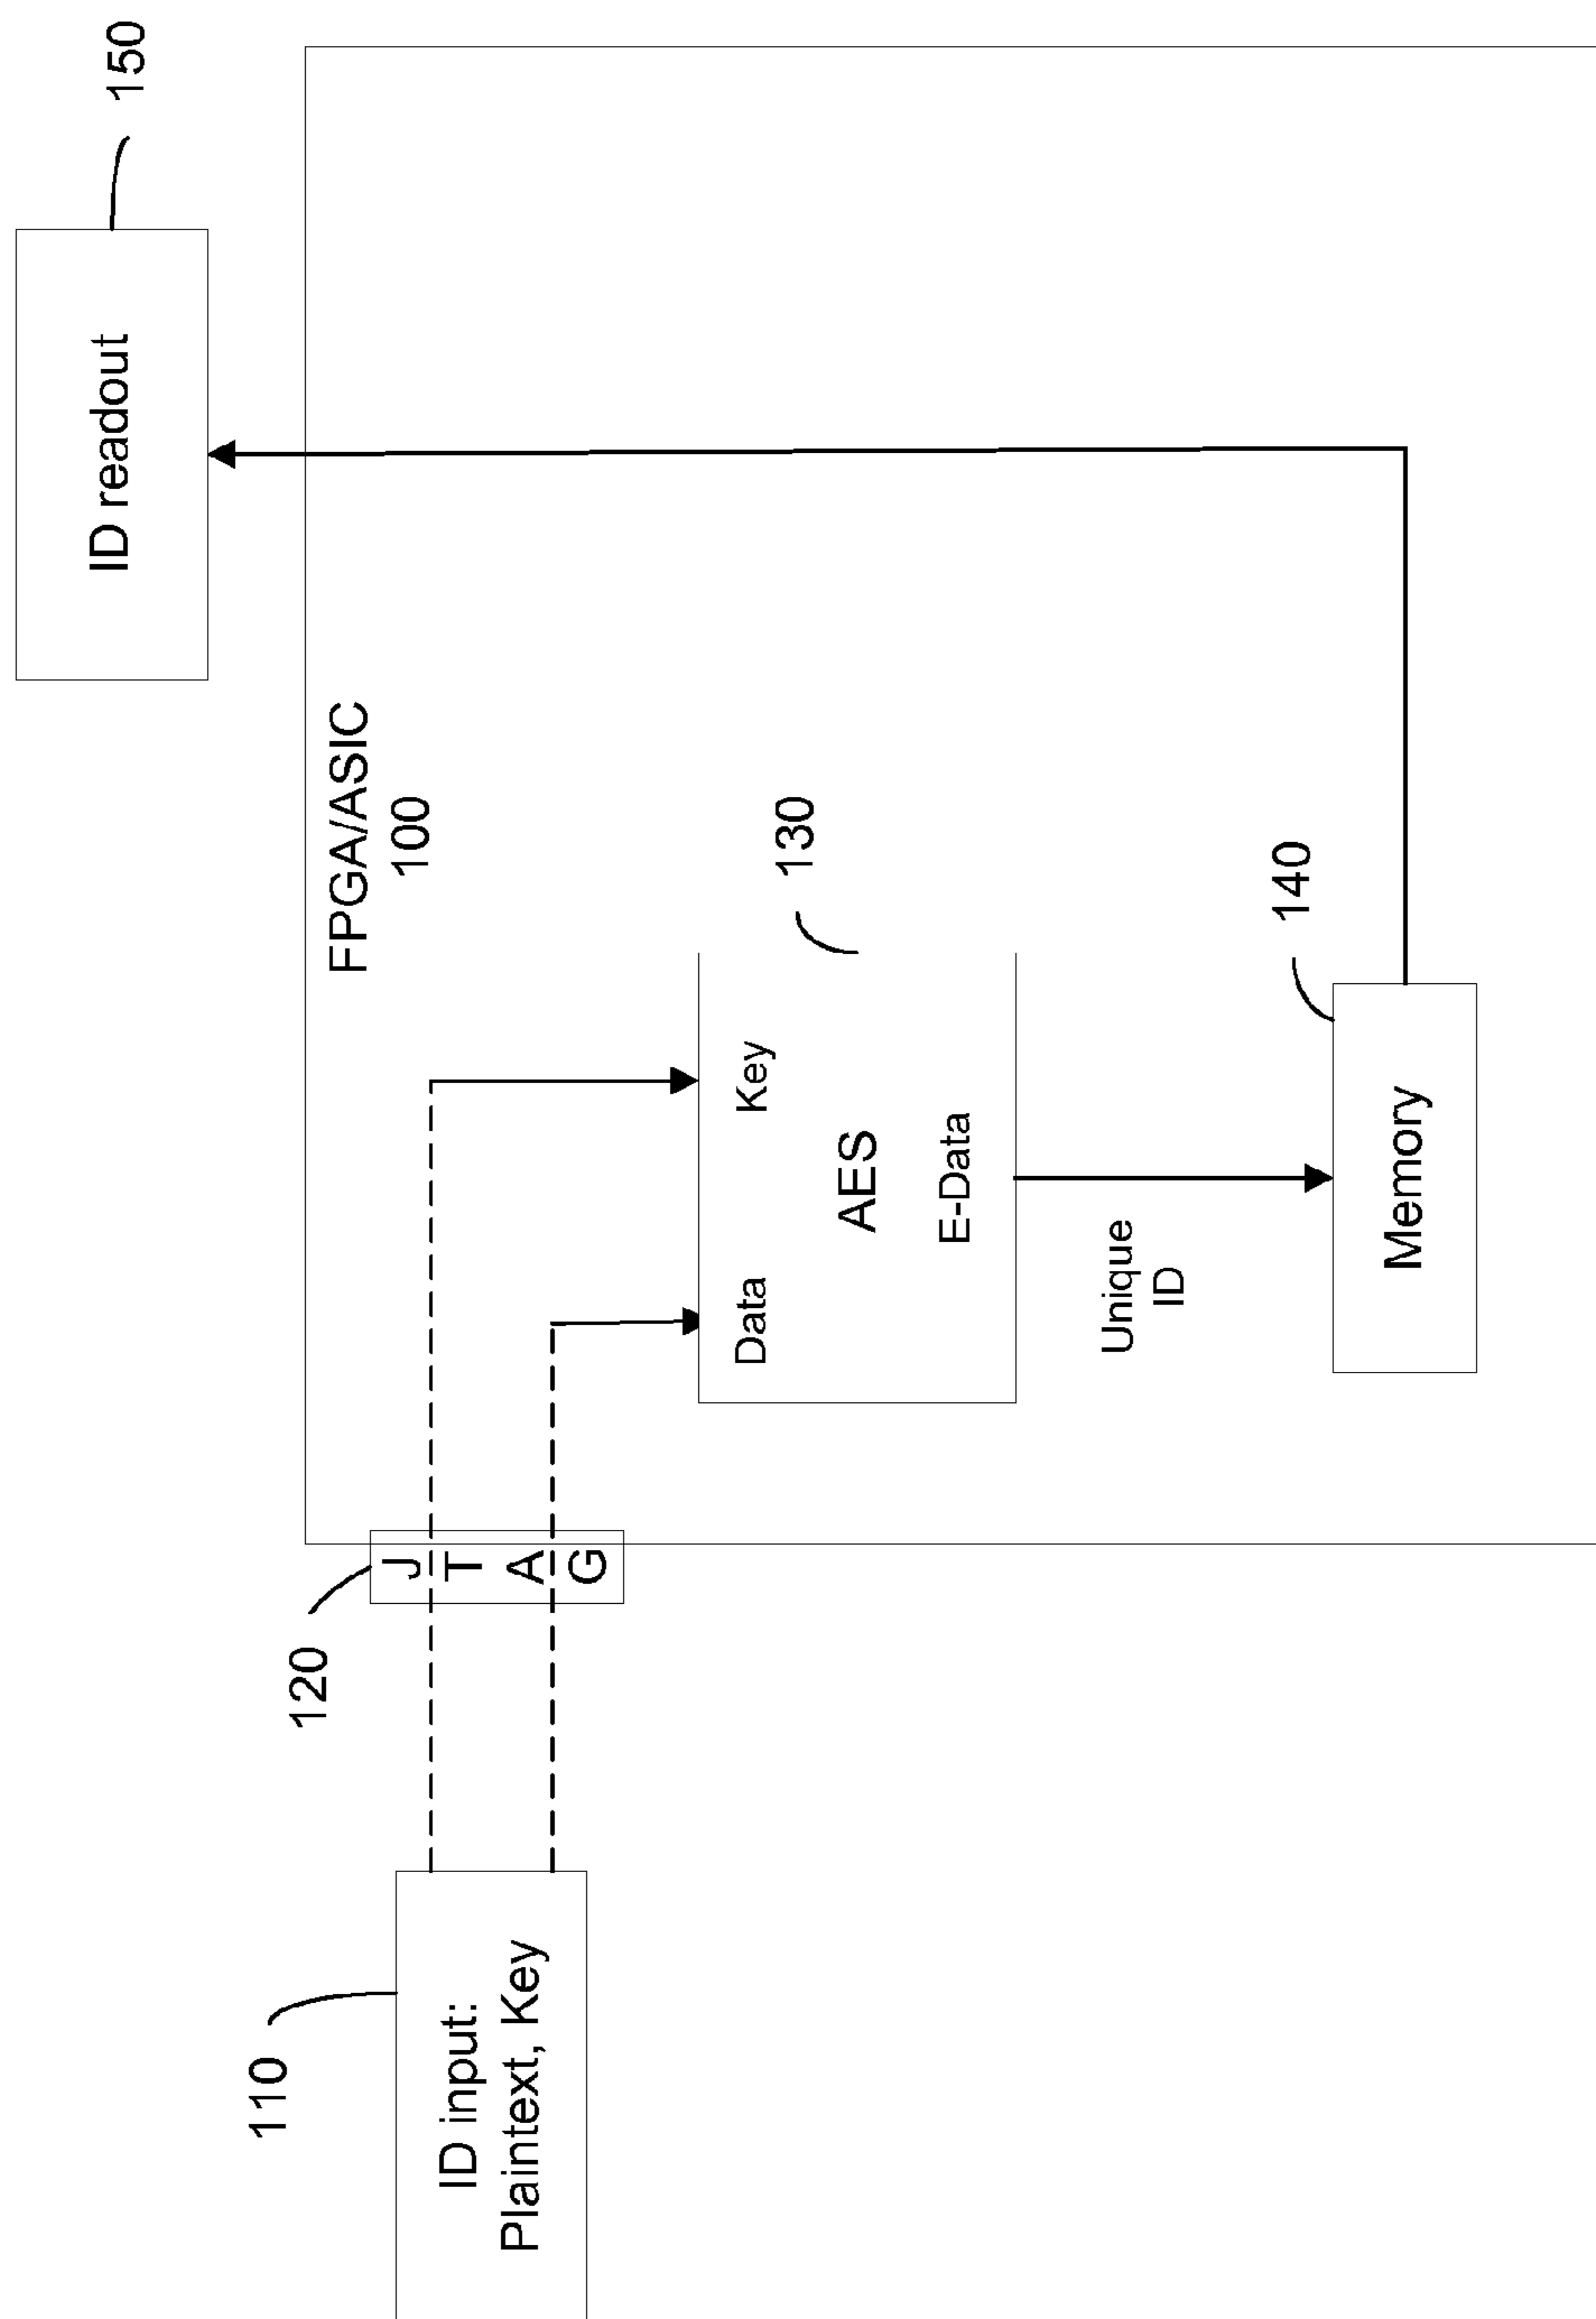 ID readout
150
110
120
FPGA/ASIC
100
J
T
A
G
ID input:
Plaintext, Key
Data
Key
130
AES
E-Data
Unique
ID
140
Memory